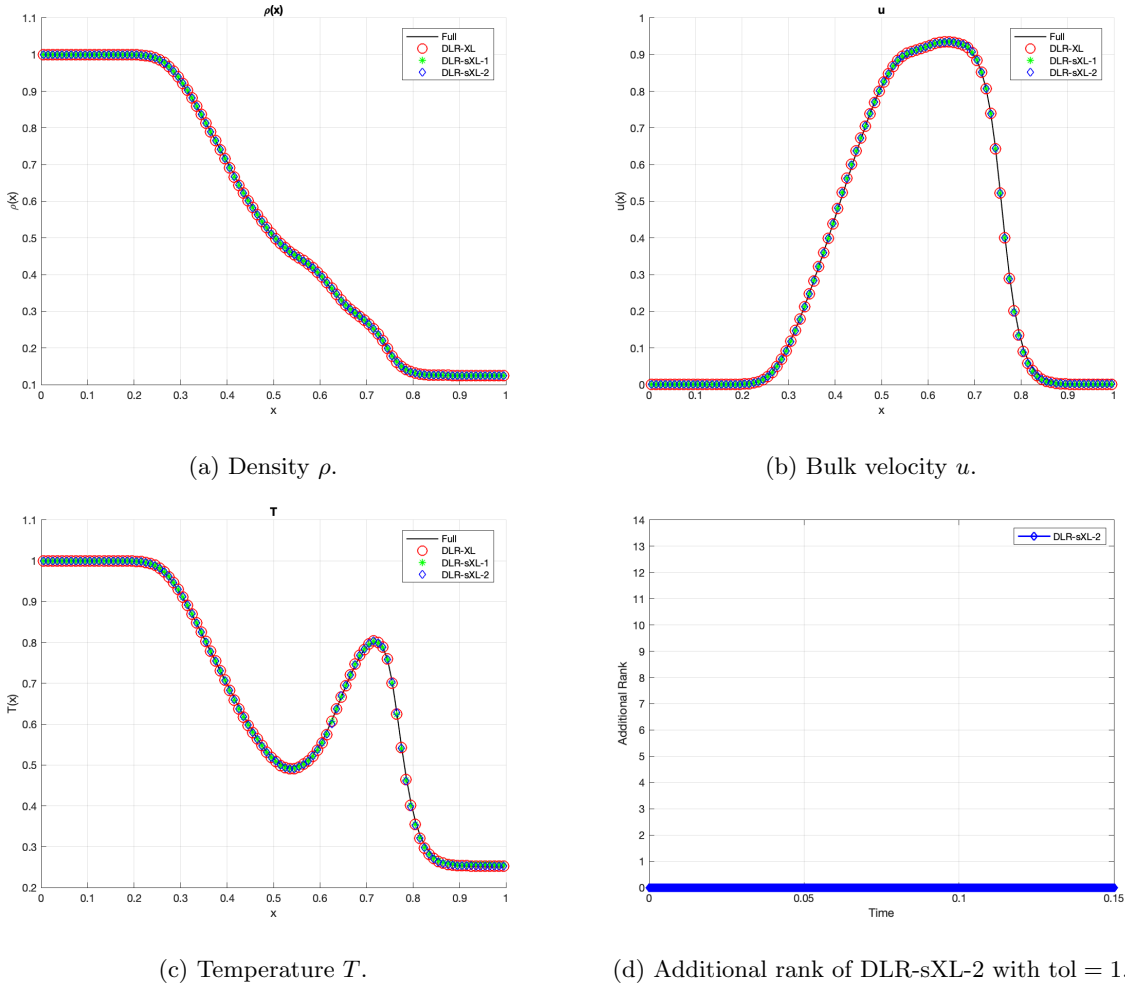 ρ(x)
Full
DLR-XL
DLR-sXL-1
DLR-sXL-2
1.1
1
0.9
0.8
0.7
0.6
0.5
0.4
0.3
0.2
0.1
ρ(x)
0 0.1 0.2 0.3 0.4 0.5 0.6 0.7 0.8 0.9 1
x
(a) Density ρ.
u
Full
DLR-XL
DLR-sXL-1
DLR-sXL-2
1
0.9
0.8
0.7
0.6
0.5
0.4
0.3
0.2
0.1
0
u(x)
0 0.1 0.2 0.3 0.4 0.5 0.6 0.7 0.8 0.9 1
x
(b) Bulk velocity u.
T
Full
DLR-XL
DLR-sXL-1
DLR-sXL-2
1.1
1
0.9
0.8
0.7
0.6
0.5
0.4
0.3
0.2
T(x)
0 0.1 0.2 0.3 0.4 0.5 0.6 0.7 0.8 0.9 1
x
(c) Temperature T.
DLR-sXL-2
14
13
12
11
10
9
8
7
6
5
4
3
2
1
0
Additional Rank
0 0.05 0.1 0.15
Time
(d) Additional rank of DLR-sXL-2 with tol = 1.